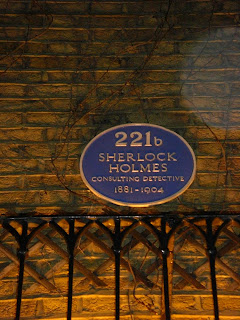 221b
SHERLOCK
HOLMES
CONSULTING DETECTIVE
1881-1904